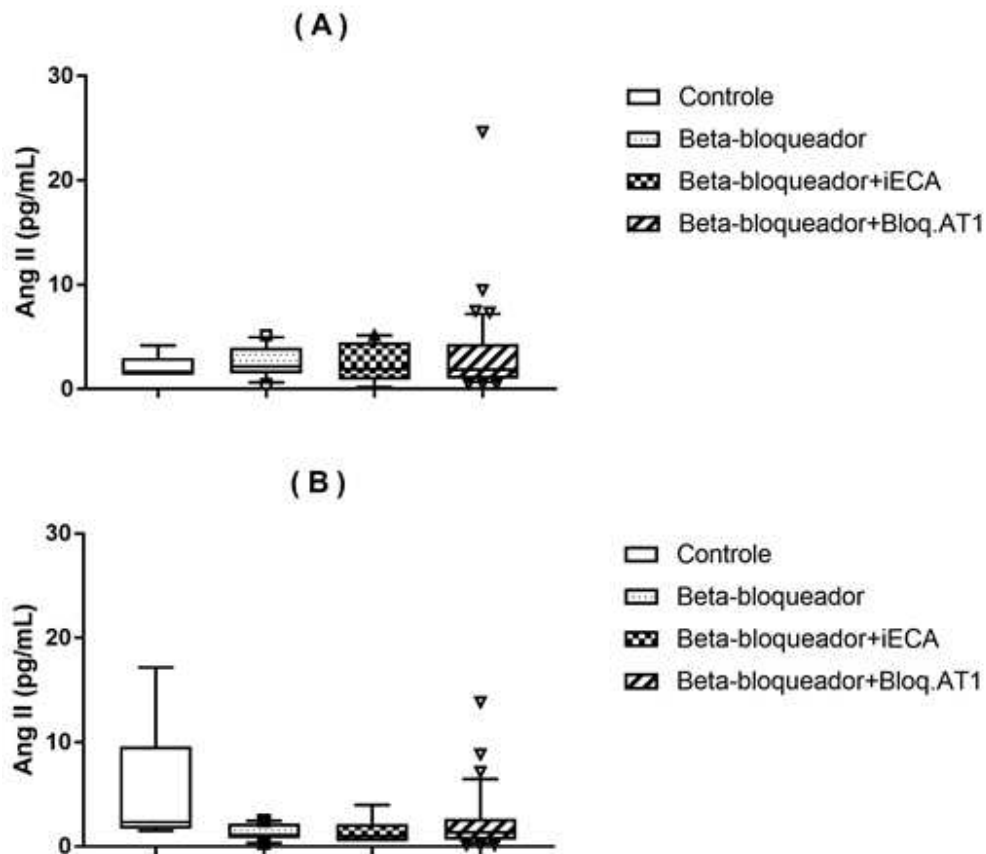 ( A )
30
20
10
0
Ang II (pg/mL)
Controle
Beta-bloqueador
Beta-bloqueador+iECA
Beta-bloqueador+Bloq.AT1
( B )
30
20
10
0
Ang II (pg/mL)
Controle
Beta-bloqueador
Beta-bloqueador+iECA
Beta-bloqueador+Bloq.AT1